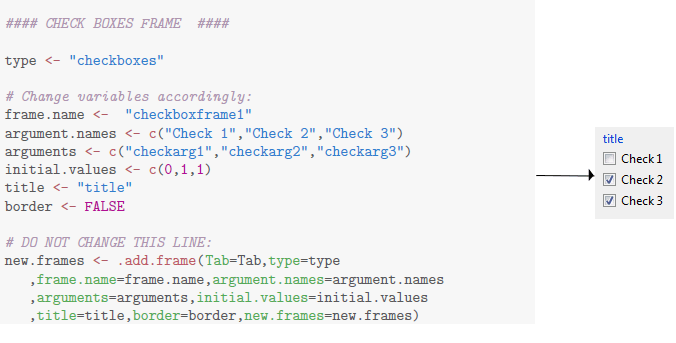 #### CHECK BOXES FRAME  ####
type <- "checkboxes"
# Change variables accordingly:
frame.name <-  "checkboxframe1"
argument.names <- c("Check 1","Check 2","Check 3")
arguments <- c("checkarg1","checkarg2","checkarg3")
initial.values <- c(0,1,1)
title <- "title"
border <- FALSE
# DO NOT CHANGE THIS LINE:
new.frames <- .add.frame(Tab=Tab,type=type
,frame.name=frame.name,argument.names=argument.names
,arguments=arguments,initial.values=initial.values
,title=title,border=border,new.frames=new.frames)
title
Check 1
Check 2
Check 3